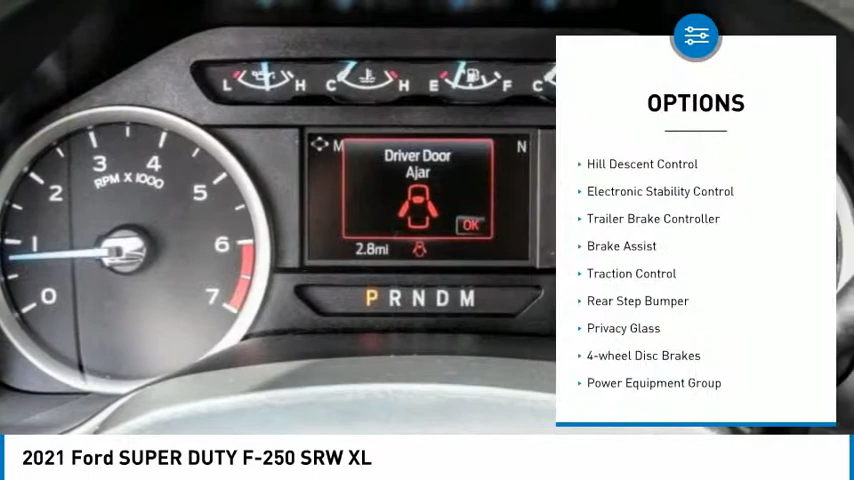 L H C H E F C
3 4
2 RPM X 1000 5
1 6
0 7
M N
Driver Door
Ajar
OK
2.8mi
P R N D M
OPTIONS
Hill Descent Control
Electronic Stability Control
Trailer Brake Controller
Brake Assist
Traction Control
Rear Step Bumper
Privacy Glass
4-wheel Disc Brakes
Power Equipment Group
2021 Ford SUPER DUTY F-250 SRW XL